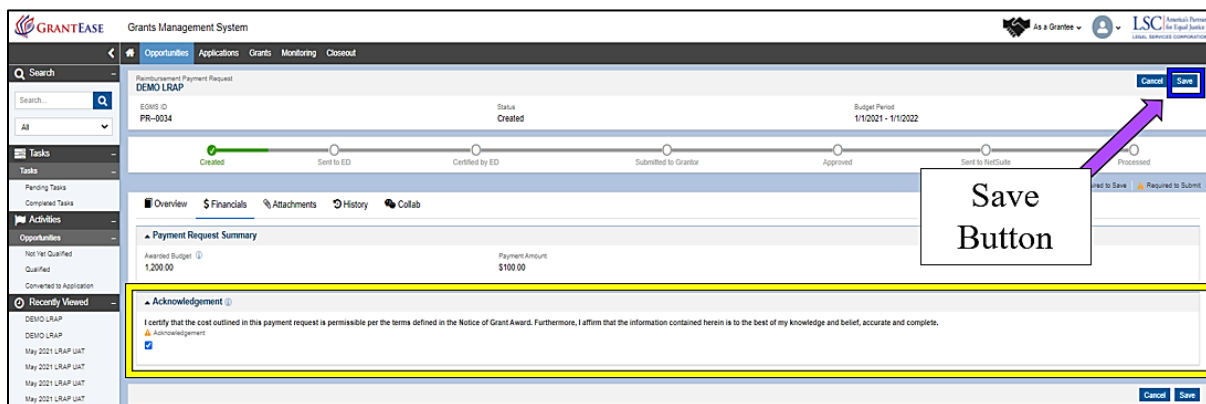 GRANTEASE
Grants Management System
As a Grantee
LSC America's Partner for Equal Justice
LEGAL SERVICES CORPORATION
Opportunities Applications Grants Monitoring Closeout
Search
Search...
All
Tasks
Tasks
Pending Tasks
Completed Tasks
Activities
Opportunities
Not Yet Qualified
Qualified
Converted to Application
Recently Viewed
DEMO LRAP
DEMO LRAP
May 2021 LRAP UAT
May 2021 LRAP UAT
May 2021 LRAP UAT
May 2021 LRAP UAT
Reimbursement Payment Request
DEMO LRAP
Cancel Save
EGMS ID Status Budget Period
PR--0034 Created 1/1/2021 - 1/1/2022
Created Sent to ED Certified by ED Submitted to Grantor Approved Sent to NetSuite Processed
to Save Required to Submit
Save
Button
Overview $ Financials Attachments History Collab
Payment Request Summary
Awarded Budget Payment Amount
1,200.00 $100.00
Acknowledgement
I certify that the cost outlined in this payment request is permissible per the terms defined in the Notice of Grant Award. Furthermore, I affirm that the information contained herein is to the best of my knowledge and belief, accurate and complete.
Acknowledgement
Cancel Save